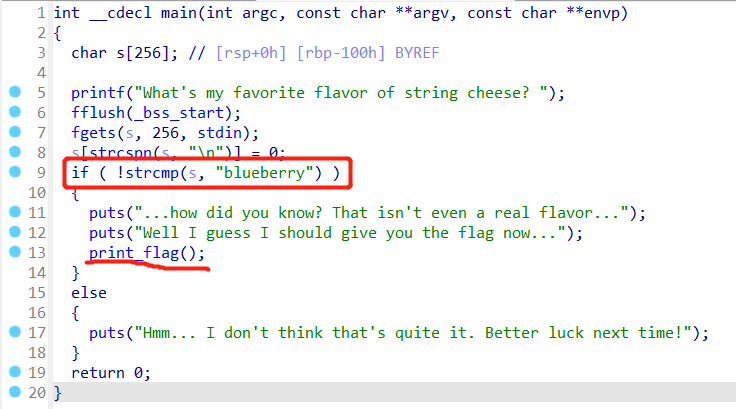 1 int __cdecl main(int argc, const char **argv, const char **envp)
2 {
3 char s[256]; // [rsp+0h] [rbp-100h] BYREF
4
5 printf("What's my favorite flavor of string cheese? ");
6 fflush(_bss_start);
7 fgets(s, 256, stdin);
8 s[strcspn(s, "\n")] = 0;
9 if ( !strcmp(s, "blueberry") )
10 {
11 puts("...how did you know? That isn't even a real flavor...");
12 puts("Well I guess I should give you the flag now...");
13 print_flag();
14 }
15 else
16 {
17 puts("Hmm... I don't think that's quite it. Better luck next time!");
18 }
19 return 0;
20 }